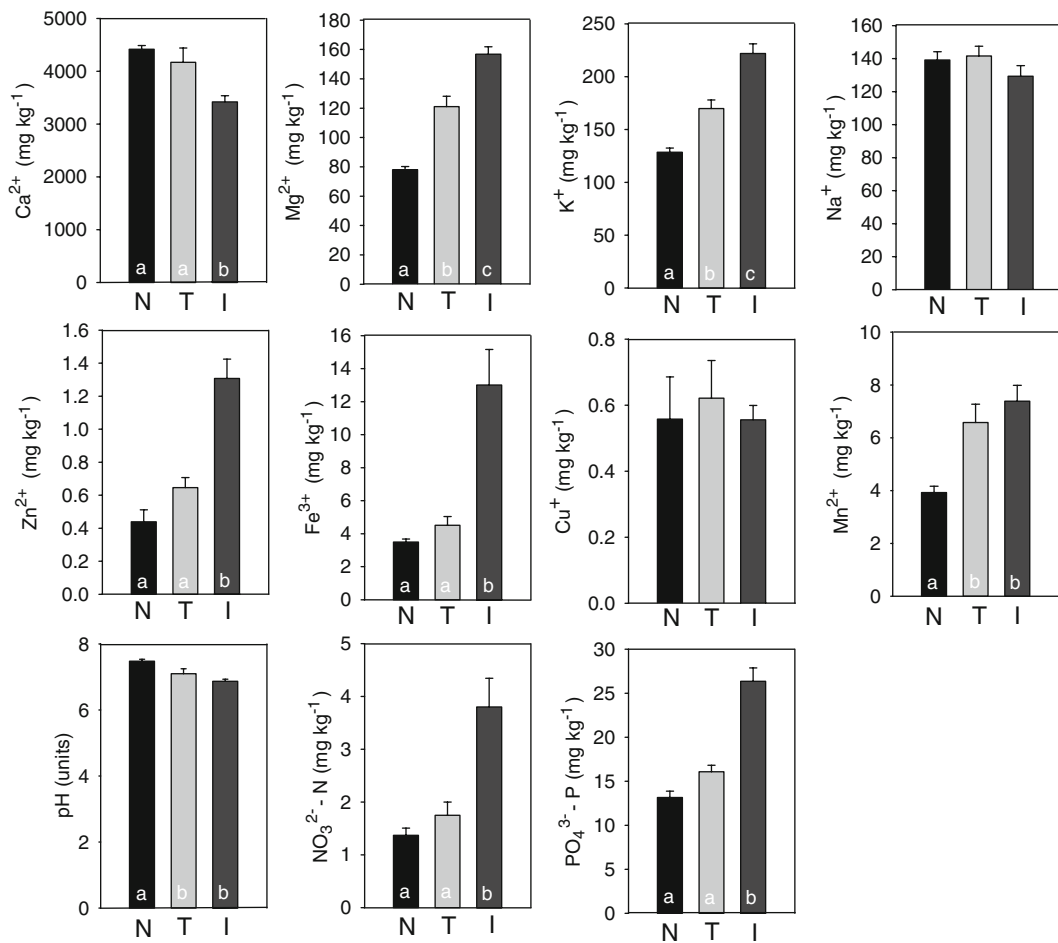 Ca2+ (mg kg-1)
5000
4000
3000
2000
1000
0
a a b
N T I
Mg2+ (mg kg-1)
180
160
140
120
100
80
60
40
20
0
a b c
N T I
K+ (mg kg-1)
250
200
150
100
50
0
a b c
N T I
Na+ (mg kg-1)
160
140
120
100
80
60
40
20
0
N T I
Zn2+ (mg kg-1)
1.6
1.4
1.2
1.0
0.8
0.6
0.4
0.2
0.0
a a b
N T I
Fe3+ (mg kg-1)
16
14
12
10
8
6
4
2
0
a a b
N T I
Cu+ (mg kg-1)
0.8
0.6
0.4
0.2
0.0
N T I
Mn2+ (mg kg-1)
10
8
6
4
2
0
a b b
N T I
pH (units)
8
6
4
2
0
a b b
N T I
NO3 2- - N (mg kg-1)
5
4
3
2
1
0
a a b
N T I
PO4 3- - P (mg kg-1)
30
25
20
15
10
5
0
a a b
N T I